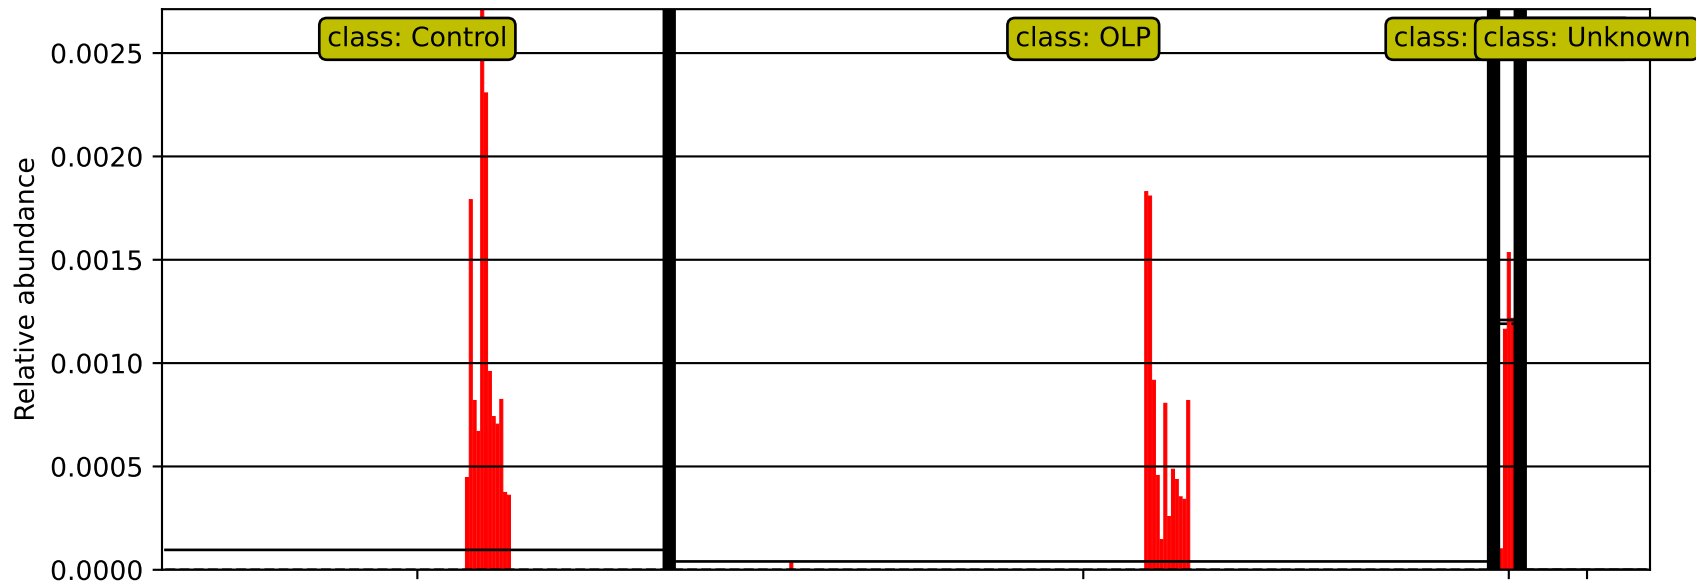 class: Control
class: OLP
class:
class: Unknown
0.0025
0.0020
0.0015
0.0010
0.0005
0.0000
Relative abundance